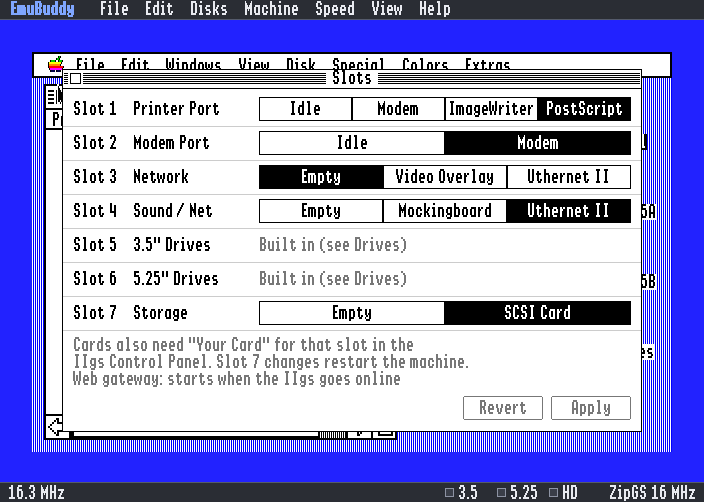 EmuBuddy File Edit Disks Machine Speed View Help
File Edit Windows View Disk Special Colors Extras
Slots
Slot 1 Printer Port Idle Modem ImageWriter PostScript
Slot 2 Modem Port Idle Modem
Slot 3 Network Empty Video Overlay Uthernet II
Slot 4 Sound / Net Empty Mockingboard Uthernet II
5A
Slot 5 3.5" Drives Built in (see Drives)
Slot 6 5.25" Drives Built in (see Drives)
5B
Slot 7 Storage Empty SCSI Card
Cards also need "Your Card" for that slot in the
IIgs Control Panel. Slot 7 changes restart the machine.
es
Web gateway: starts when the IIgs goes online
Revert Apply
16.3 MHz 3.5 5.25 HD ZipGS 16 MHz